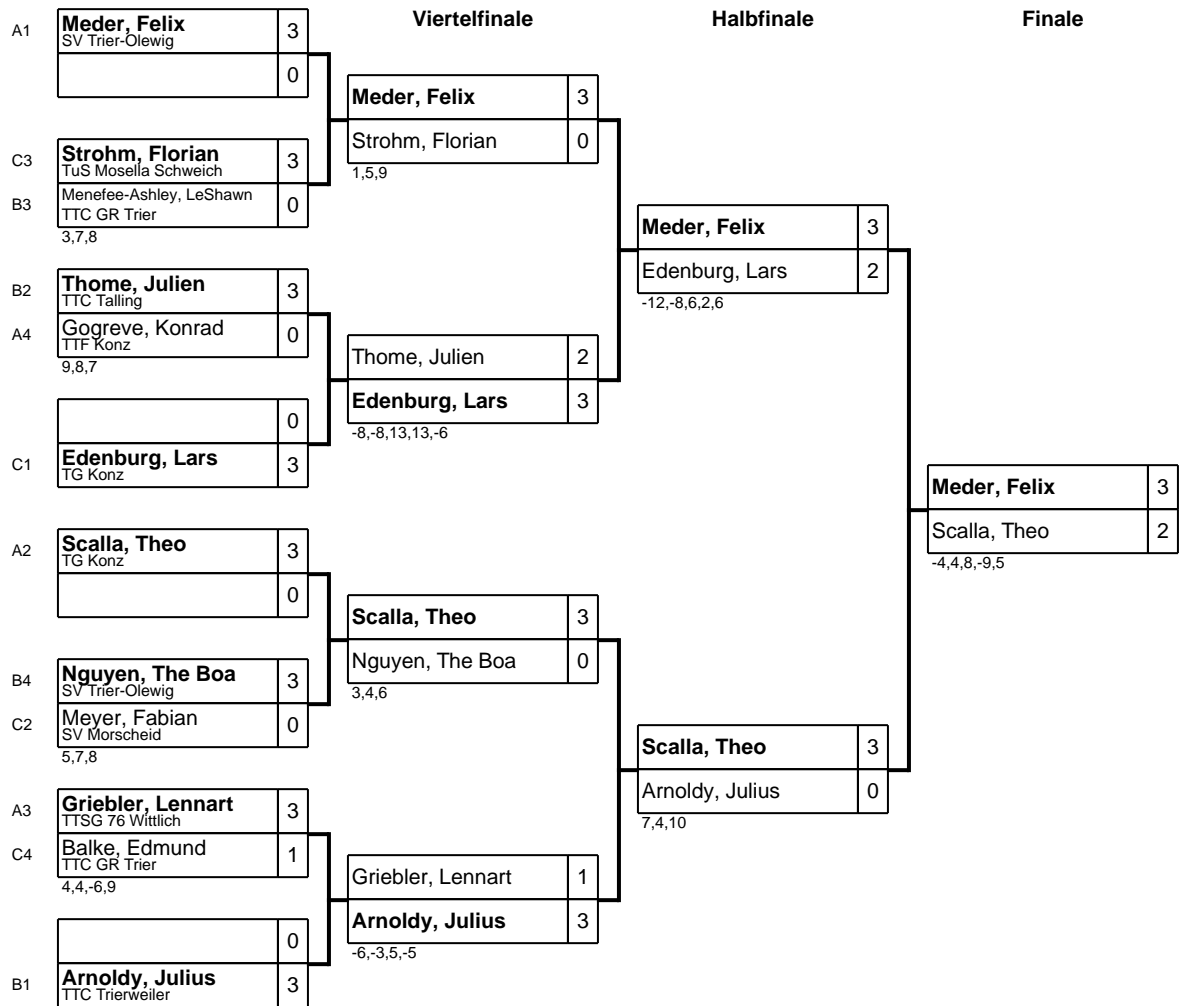 Viertelfinale
Halbfinale
Finale
A1
Meder, Felix
3
SV Trier-Olewig
0
C3
Strohm, Florian
3
TuS Mosella Schweich
B3
Menefee-Ashley, LeShawn
0
TTC GR Trier
3,7,8
B2
Thome, Julien
3
TTC Talling
A4
Gogreve, Konrad
0
TTF Konz
9,8,7
0
C1
Edenburg, Lars
3
TG Konz
A2
Scalla, Theo
3
TG Konz
0
B4
Nguyen, The Boa
3
SV Trier-Olewig
C2
Meyer, Fabian
0
SV Morscheid
5,7,8
A3
Griebler, Lennart
3
TTSG 76 Wittlich
C4
Balke, Edmund
1
TTC GR Trier
4,4,-6,9
0
B1
Arnoldy, Julius
3
TTC Trierweiler
Meder, Felix
3
Strohm, Florian
0
1,5,9
Thome, Julien
2
Edenburg, Lars
3
-8,-8,13,13,-6
Scalla, Theo
3
Nguyen, The Boa
0
3,4,6
Griebler, Lennart
1
Arnoldy, Julius
3
-6,-3,5,-5
Meder, Felix
3
Edenburg, Lars
2
-12,-8,6,2,6
Scalla, Theo
3
Arnoldy, Julius
0
7,4,10
Meder, Felix
3
Scalla, Theo
2
-4,4,8,-9,5